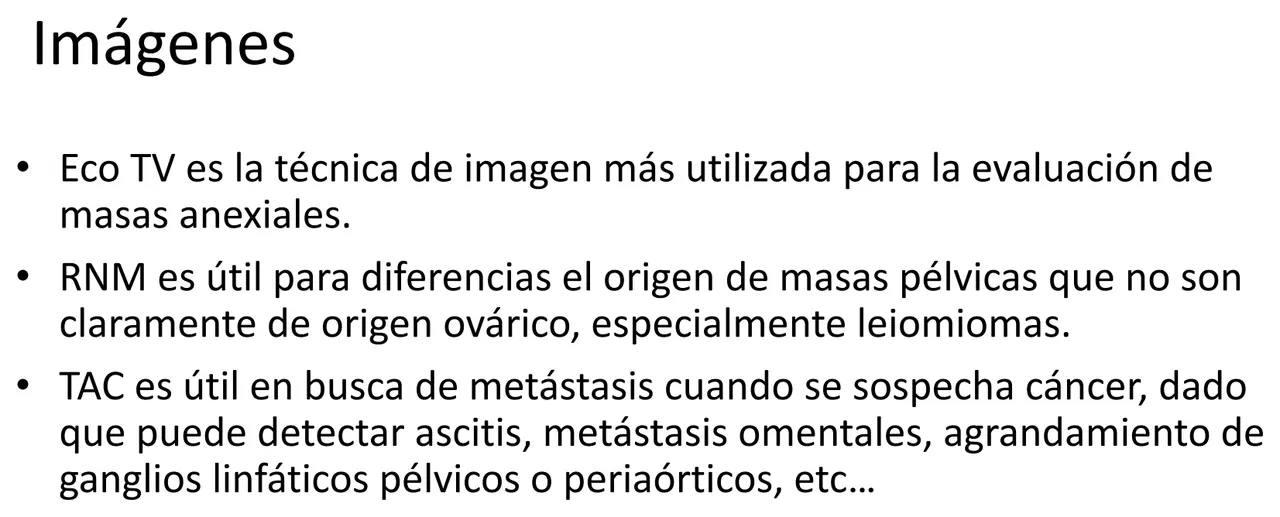 Imágenes
• Eco TV es la técnica de imagen más utilizada para la evaluación de
masas anexiales.
• RNM es útil para diferencias el origen de masas pélvicas que no son
claramente de origen ovárico, especialmente leiomiomas.
• TAC es útil en busca de metástasis cuando se sospecha cáncer, dado
que puede detectar ascitis, metástasis omentales, agrandamiento de
ganglios linfáticos pélvicos o periaórticos, etc…